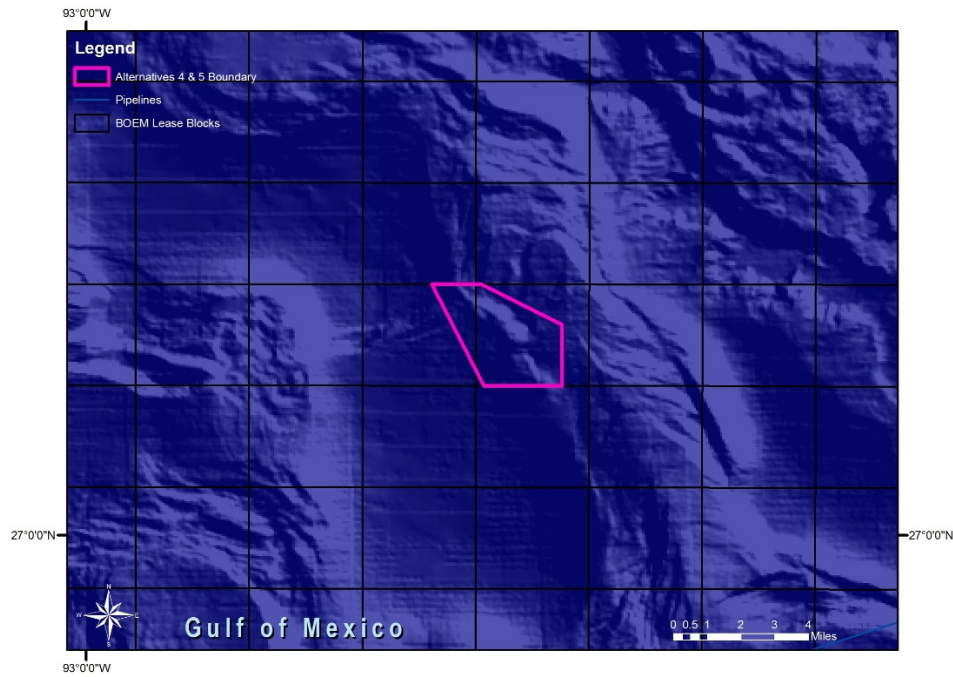 93°0'0"W
Legend
Alternatives 4 & 5 Boundary
Pipelines
BOEM Lease Blocks
27°0'0"N
27°0'0"N
N
W E
S
Gulf of Mexico
0 0.5 1 2 3 4
Miles
93°0'0"W